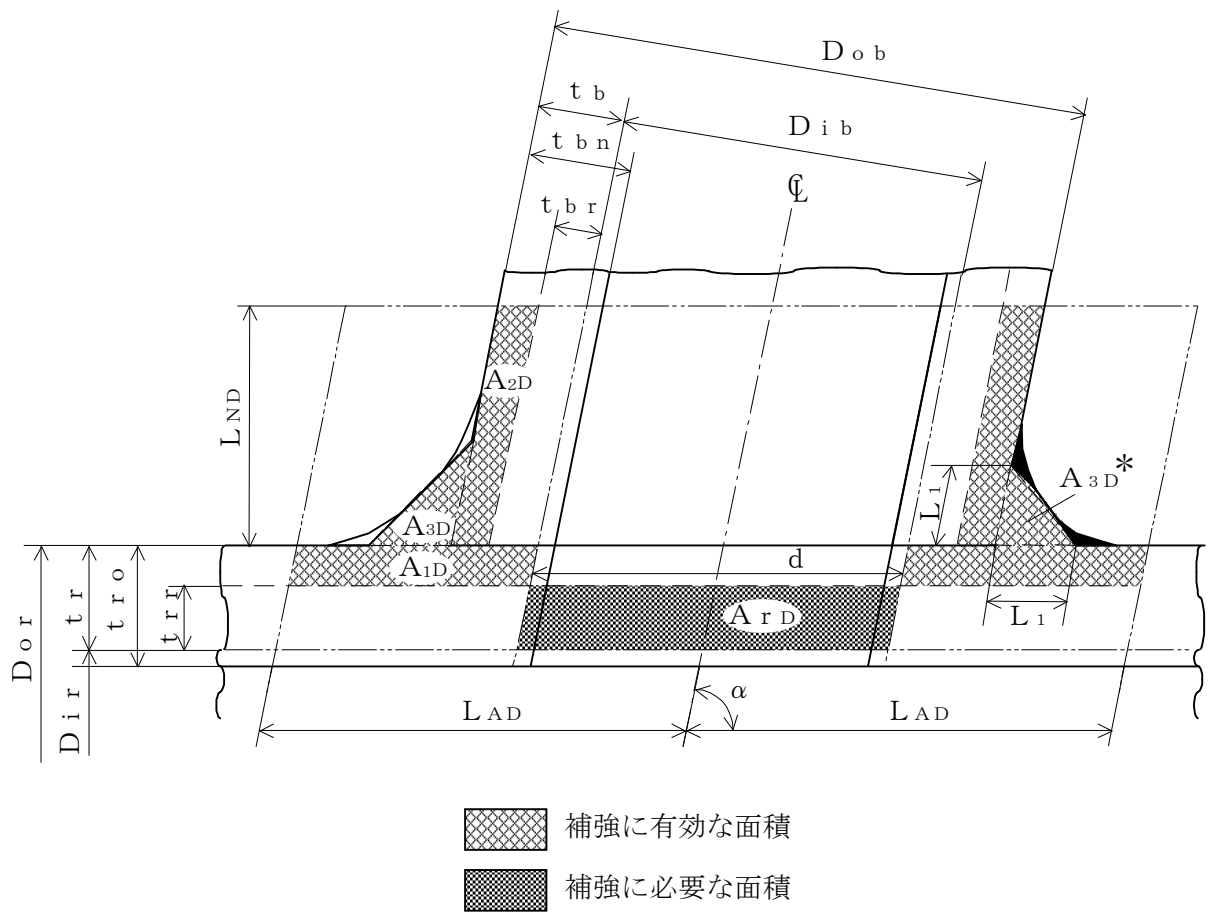 Dob
tb
Dib
tbn
℄
tbr
LND
A2D
A3D*
L1
A3D
A1D
d
ArD
L1
Dor
tr
tro
trr
Dir
α
LAD
LAD
補強に有効な面積
補強に必要な面積